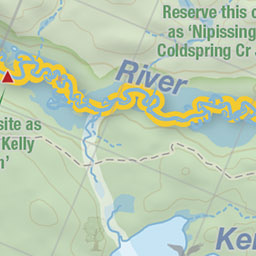 Reserve this c
as ‘Nipissing
Coldspring Cr
River
site as
Kelly
n’
Ke